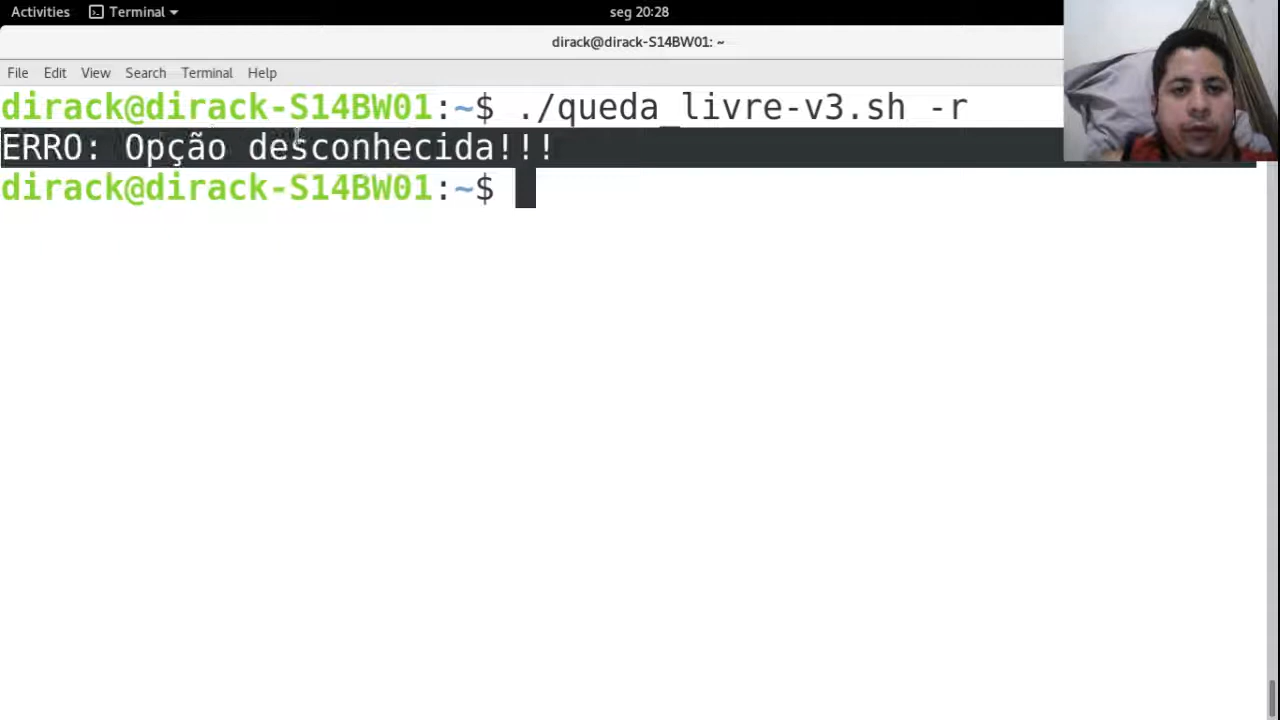 Activities Terminal seg 20:28
dirack@dirack-S14BW01: ~
File Edit View Search Terminal Help
dirack@dirack-S14BW01:~$ ./queda_livre-v3.sh -r
ERRO: Opção desconhecida!!!
dirack@dirack-S14BW01:~$